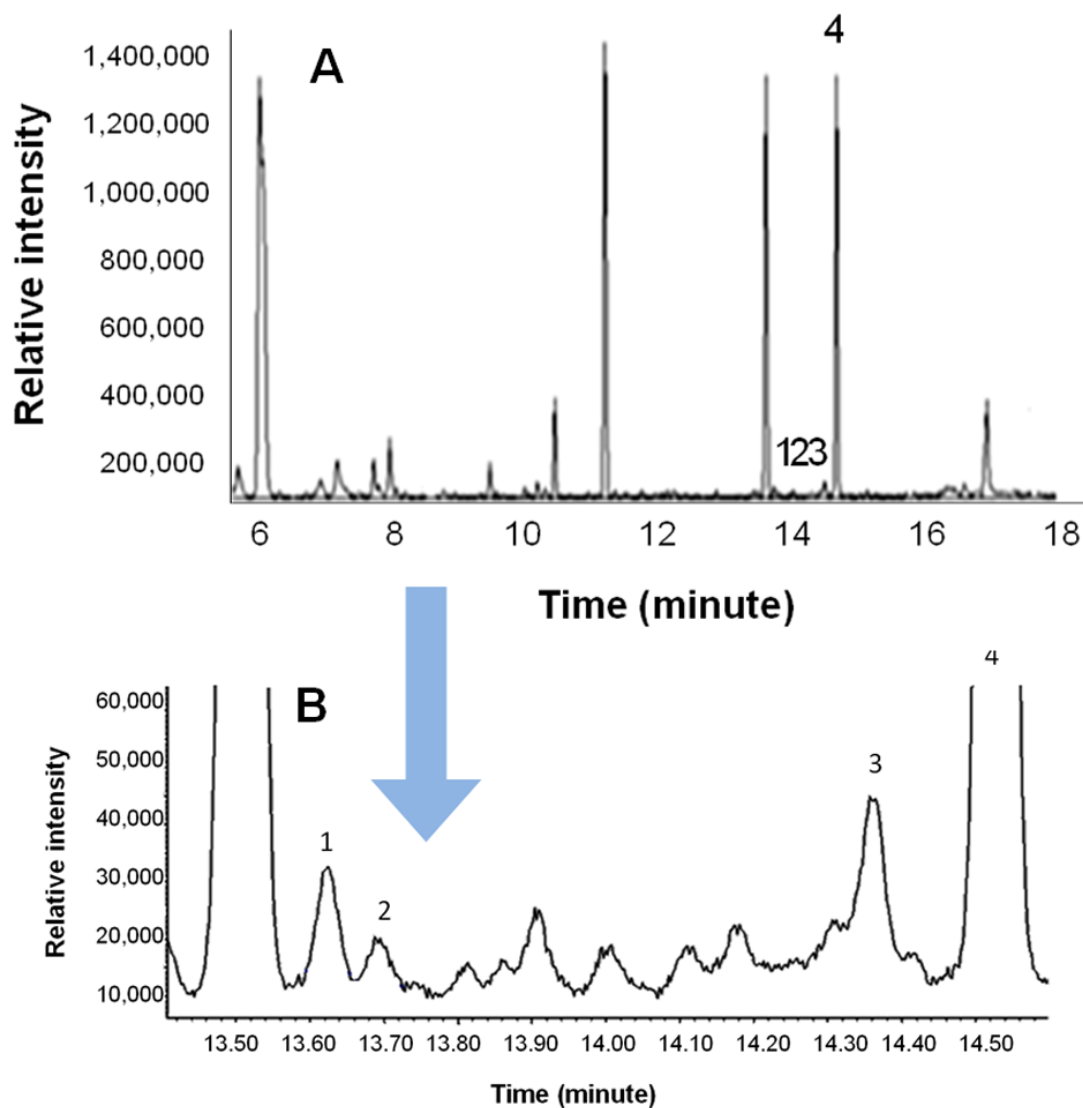 4
A
1,400,000
1,200,000
1,000,000
800,000
600,000
400,000
200,000
Relative intensity
123
6 8 10 12 14 16 18
Time (minute)
4
B
60,000
50,000
40,000
30,000
20,000
10,000
Relative intensity
3
1
2
13.50 13.60 13.70 13.80 13.90 14.00 14.10 14.20 14.30 14.40 14.50
Time (minute)